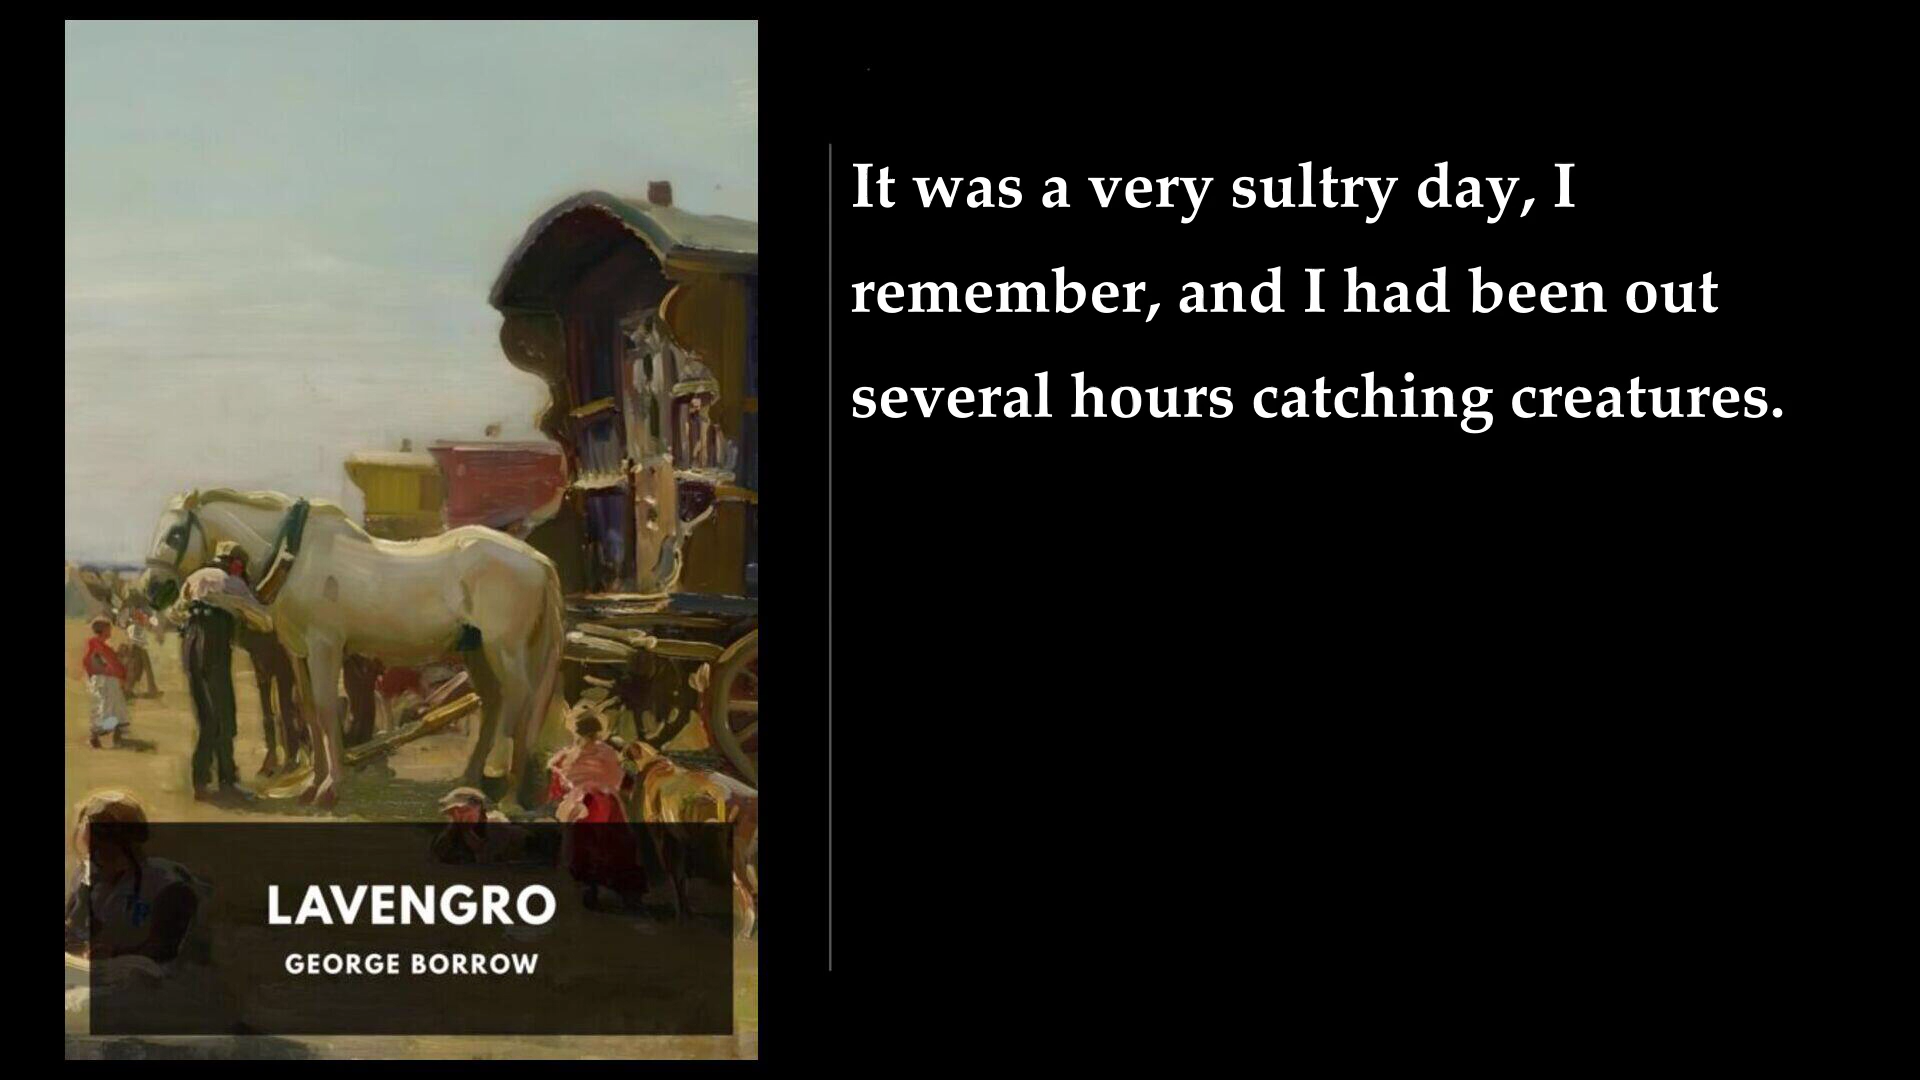 It was a very sultry day, I
remember, and I had been out
several hours catching creatures.
LAVENGRO
GEORGE BORROW